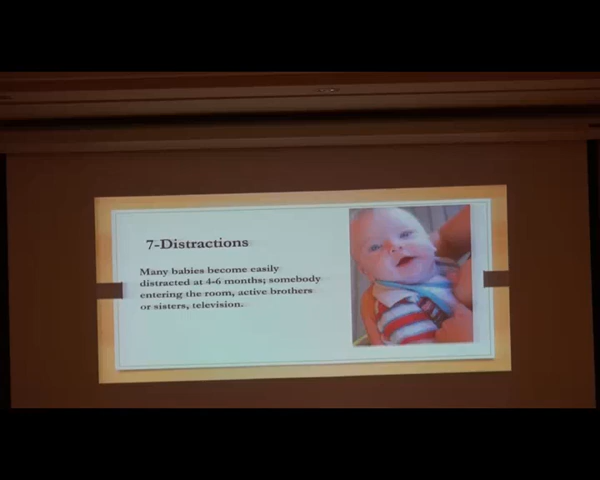 7-Distractions
Many babies become easily
distracted at 4-6 months; somebody
entering the room, active brothers
or sisters, television.